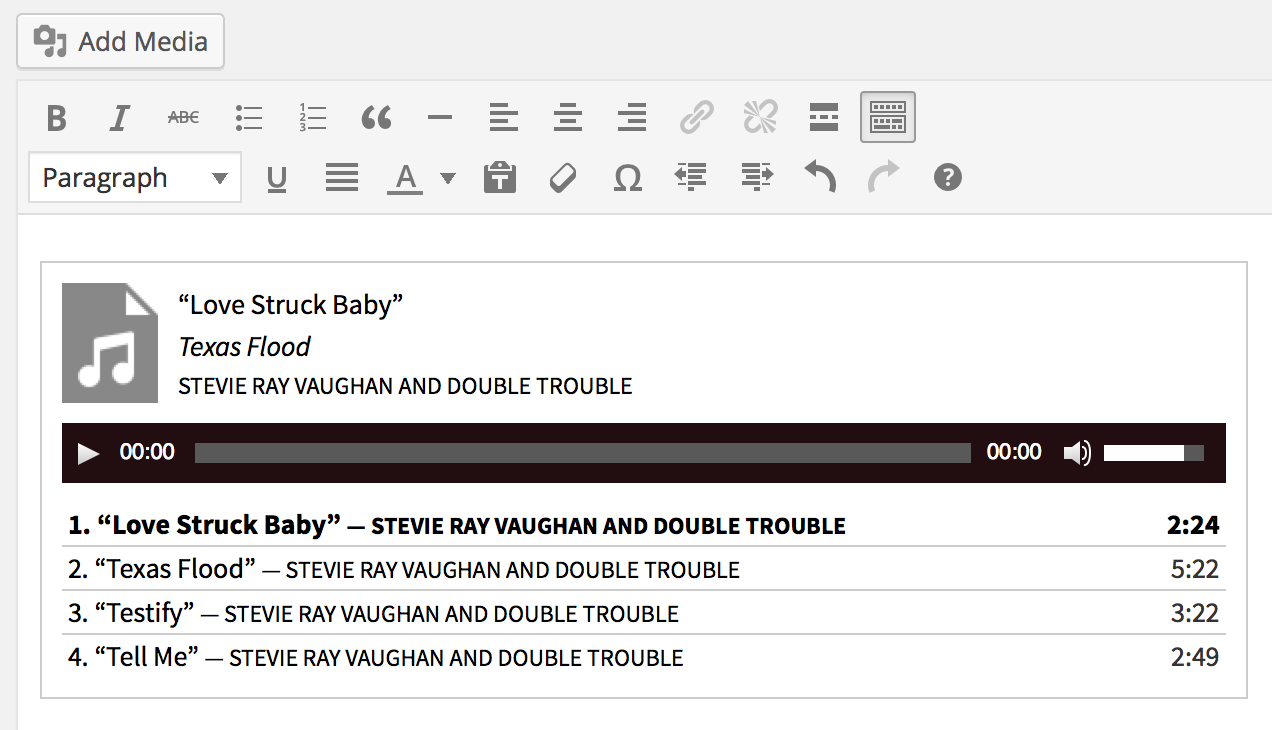 Add Media
B I ABC
1
2
3
Paragraph U A T Ω ?
“Love Struck Baby”
Texas Flood
STEVIE RAY VAUGHAN AND DOUBLE TROUBLE
00:00 00:00
1. “Love Struck Baby” — STEVIE RAY VAUGHAN AND DOUBLE TROUBLE 2:24
2. “Texas Flood” — STEVIE RAY VAUGHAN AND DOUBLE TROUBLE 5:22
3. “Testify” — STEVIE RAY VAUGHAN AND DOUBLE TROUBLE 3:22
4. “Tell Me” — STEVIE RAY VAUGHAN AND DOUBLE TROUBLE 2:49